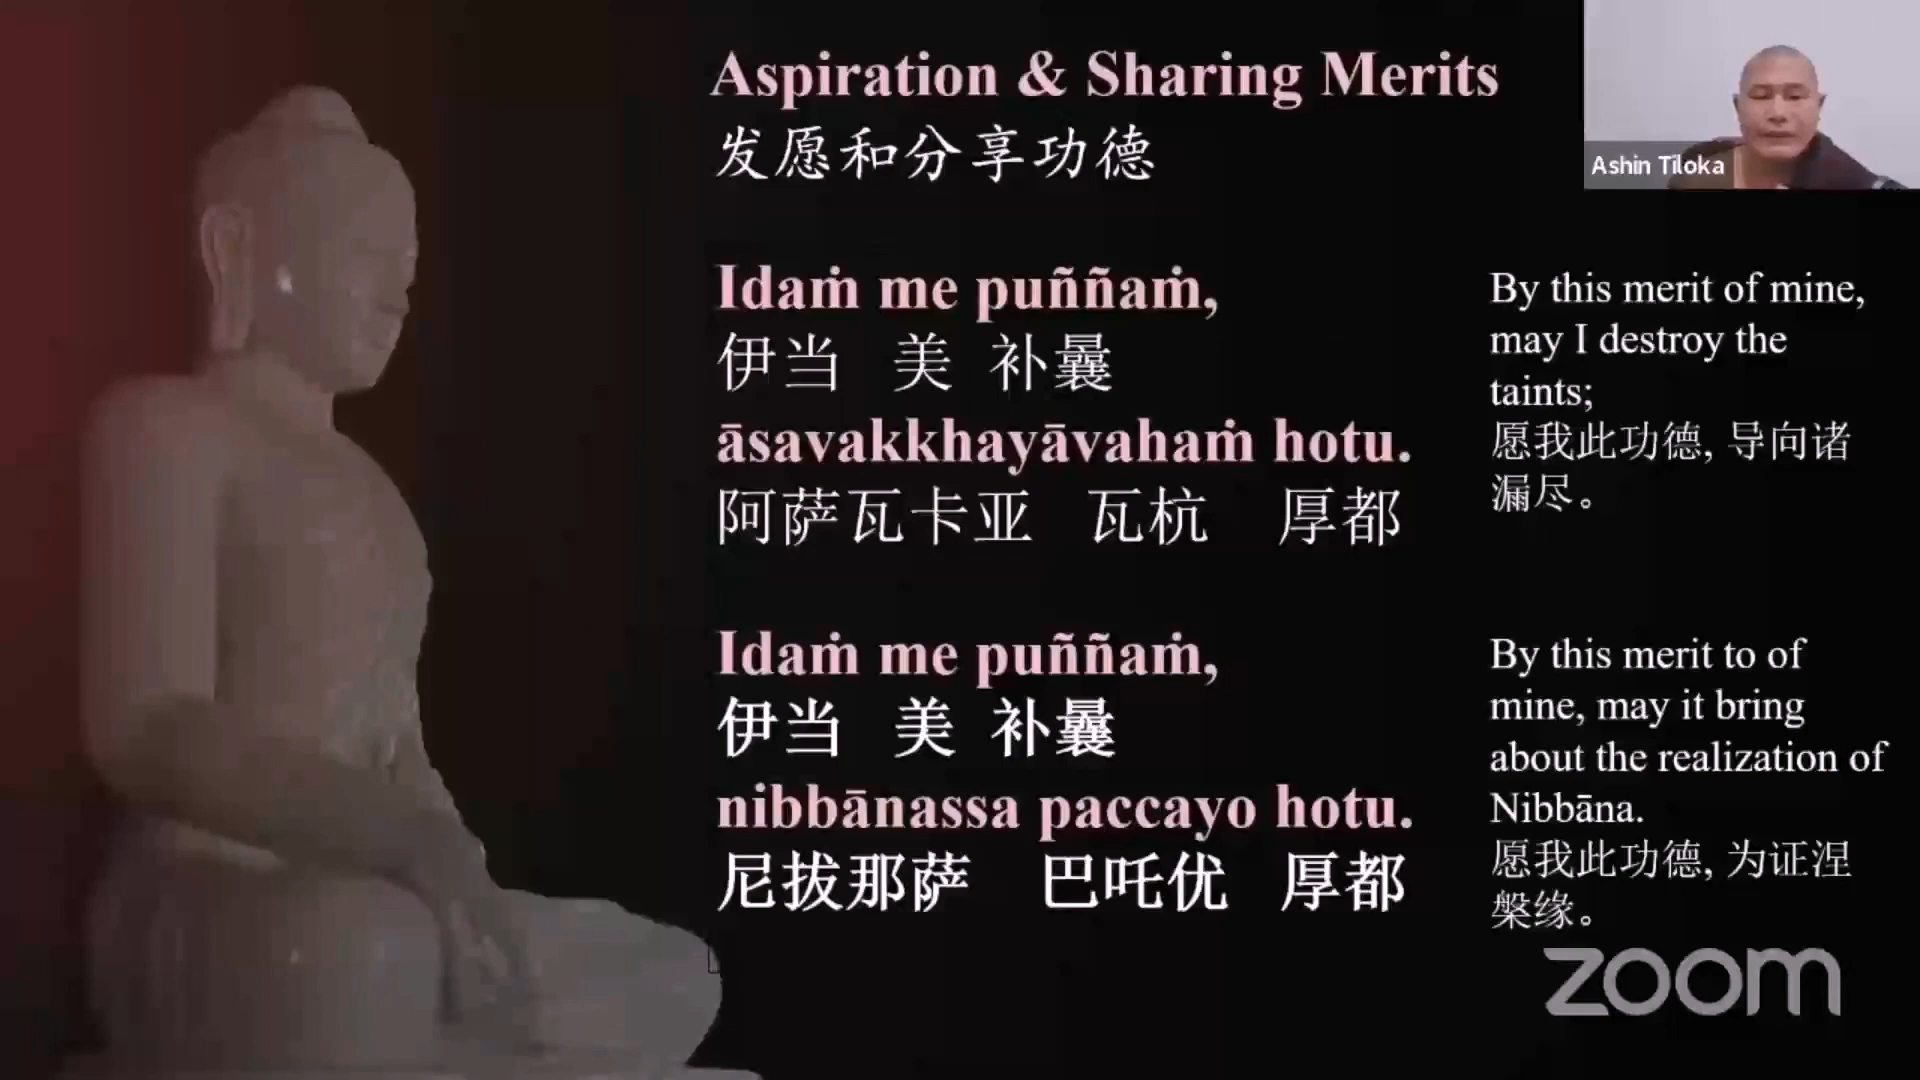 Aspiration & Sharing Merits
发愿和分享功德
Ashin Tiloka
Idaṁ me puññaṁ,
伊当 美 补曩
āsavakkhayāvahaṁ hotu.
阿萨瓦卡亚 瓦杭 厚都
By this merit of mine,
may I destroy the
taints;
愿我此功德, 导向诸
漏尽。
Idaṁ me puññaṁ,
伊当 美 补曩
nibbānassa paccayo hotu.
尼拔那萨 巴吒优 厚都
By this merit to of
mine, may it bring
about the realization of
Nibbāna.
愿我此功德, 为证涅
槃缘。
zoom